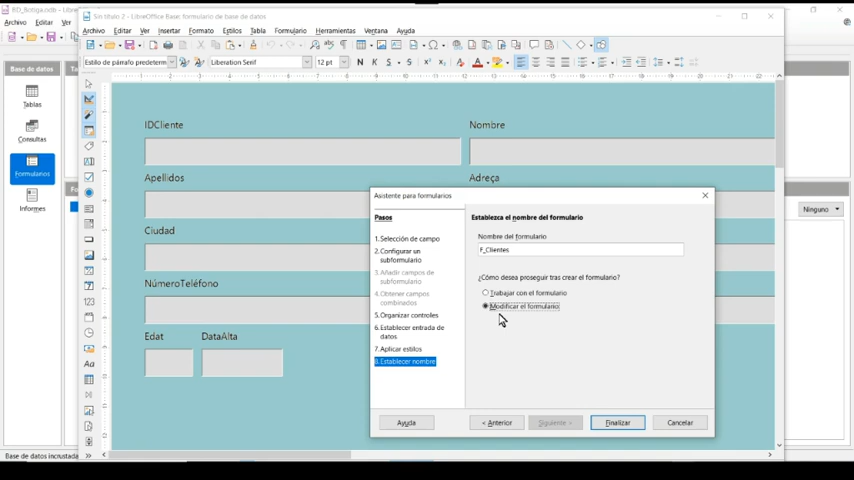 BD_Botiga.odb - Libre
Sin título 2 - LibreOffice Base: formulario de base de datos
Archivo Editar Ver
Archivo Editar Ver Insertar Formato Estilos Tabla Formulario Herramientas Ventana Ayuda
Estilo de párrafo predeterm Liberation Serif 12 pt
Base de datos
Tablas
Consultas
Formularios
Informes
Ninguno
IDCliente Nombre
Apellidos Adreça
Ciudad
NúmeroTeléfono
Edat DataAlta
Asistente para formularios
Pasos
1.Selección de campo
2.Configurar un
subformulario
3.Añadir campos de
subformulario
4.Obtener campos
combinados
5.Organizar controles
6.Establecer entrada de
datos
7.Aplicar estilos
8.Establecer nombre
Establezca el nombre del formulario
Nombre del formulario
F_Clientes
¿Cómo desea proseguir tras crear el formulario?
Trabajar con el formulario
Modificar el formulario
Ayuda < Anterior Siguiente > Finalizar Cancelar
Base de datos incrustada